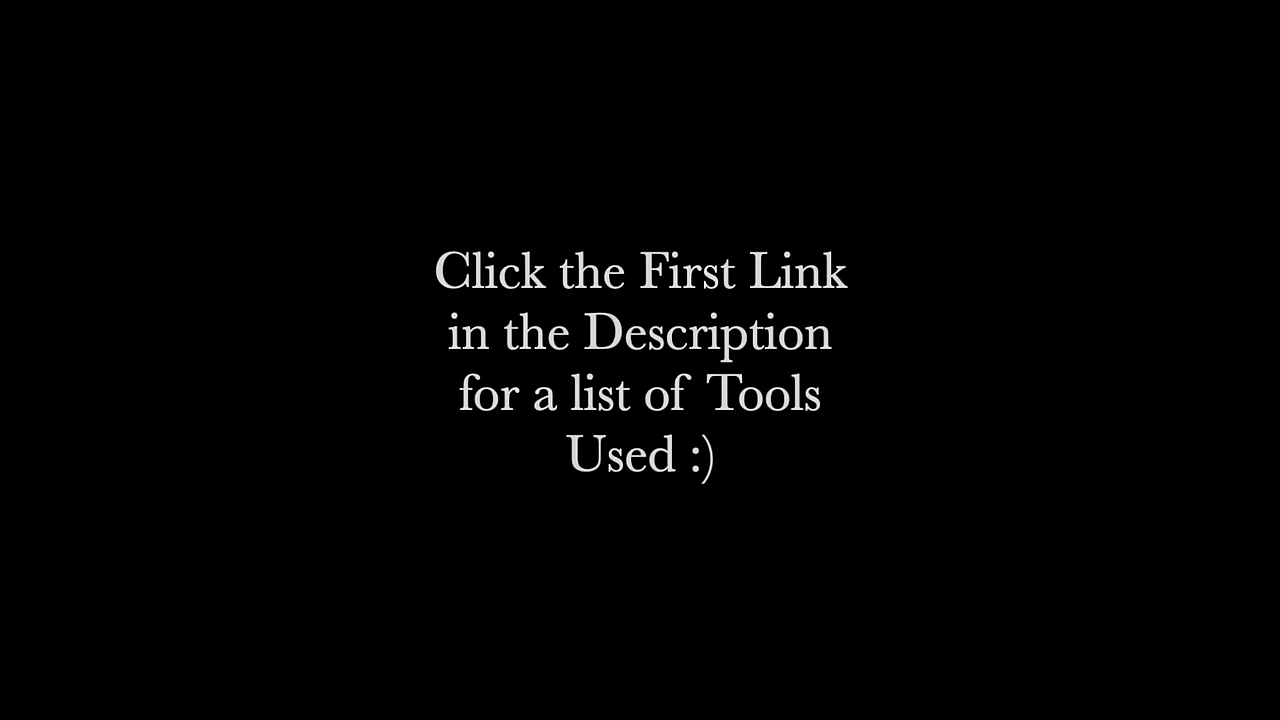 Click the First Link
in the Description
for a list of Tools
Used :)